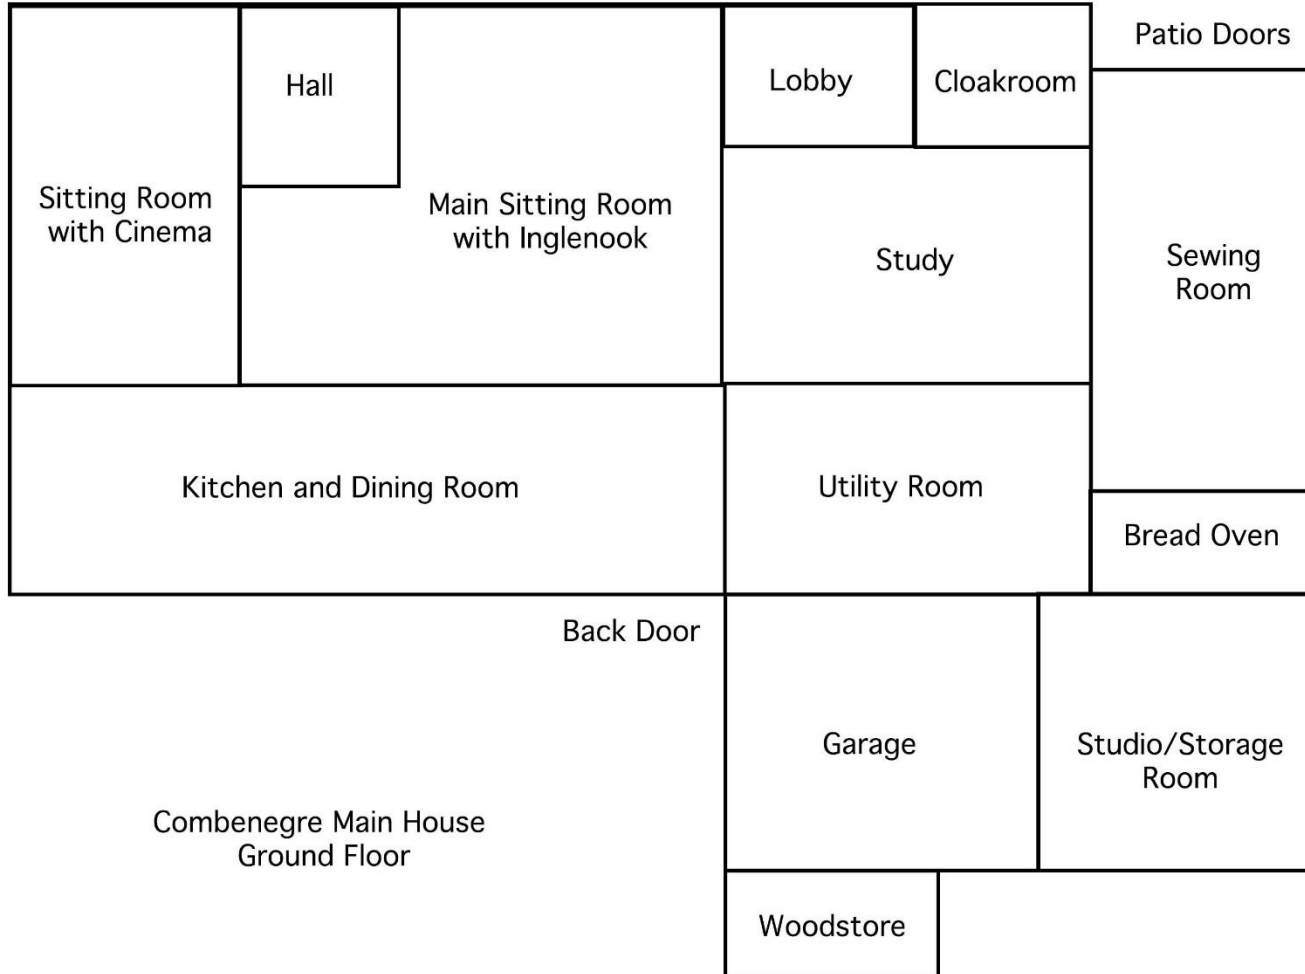 Patio Doors
Hall
Lobby
Cloakroom
Sitting Room
with Cinema
Main Sitting Room
with Inglenook
Study
Sewing
Room
Kitchen and Dining Room
Utility Room
Bread Oven
Back Door
Garage
Studio/Storage
Room
Combenegre Main House
Ground Floor
Woodstore